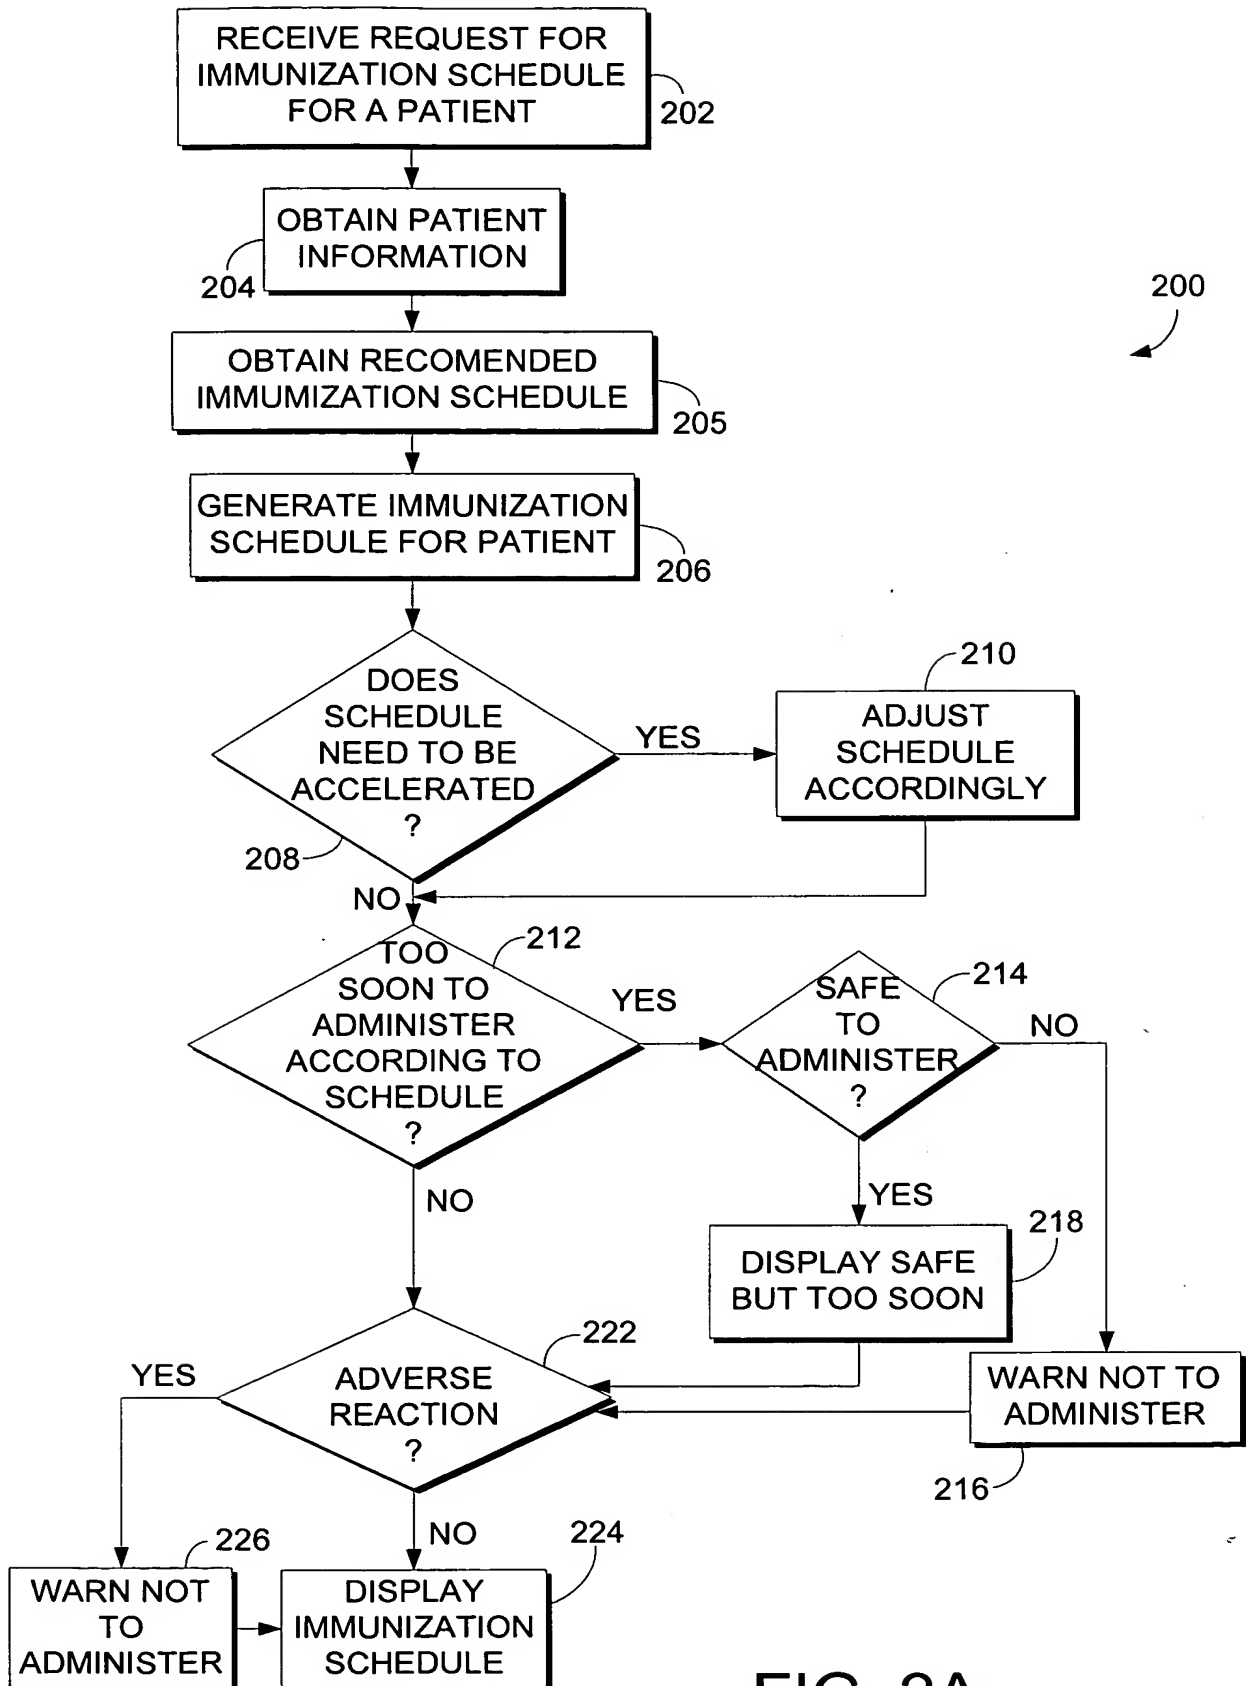 RECEIVE REQUEST FOR
IMMUNIZATION SCHEDULE
FOR A PATIENT
202
OBTAIN PATIENT
INFORMATION
204
200
OBTAIN RECOMENDED
IMMUMIZATION SCHEDULE
205
GENERATE IMMUNIZATION
SCHEDULE FOR PATIENT
206
DOES
SCHEDULE
NEED TO BE
ACCELERATED
?
208
YES
210
ADJUST
SCHEDULE
ACCORDINGLY
NO
TOO
SOON TO
ADMINISTER
ACCORDING TO
SCHEDULE
?
212
YES
SAFE
TO
ADMINISTER
?
214
NO
NO
YES
DISPLAY SAFE
BUT TOO SOON
218
WARN NOT TO
ADMINISTER
216
ADVERSE
REACTION
?
222
YES
NO
226
WARN NOT
TO
ADMINISTER
224
DISPLAY
IMMUNIZATION
SCHEDULE
FIG. 2A